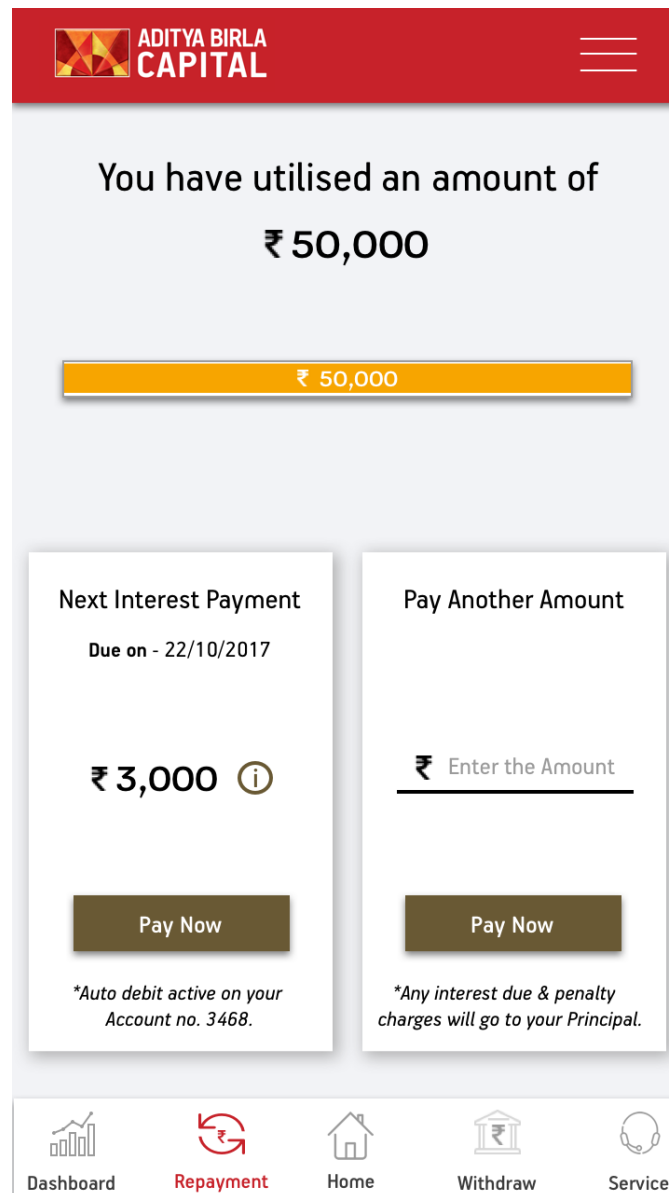 ADITYA BIRLA
CAPITAL
You have utilised an amount of
₹ 50,000
₹ 50,000
Next Interest Payment
Due on - 22/10/2017
₹ 3,000 i
Pay Now
*Auto debit active on your
Account no. 3468.
Pay Another Amount
₹ Enter the Amount
Pay Now
*Any interest due & penalty
charges will go to your Principal.
₹
₹
Dashboard Repayment Home Withdraw Service